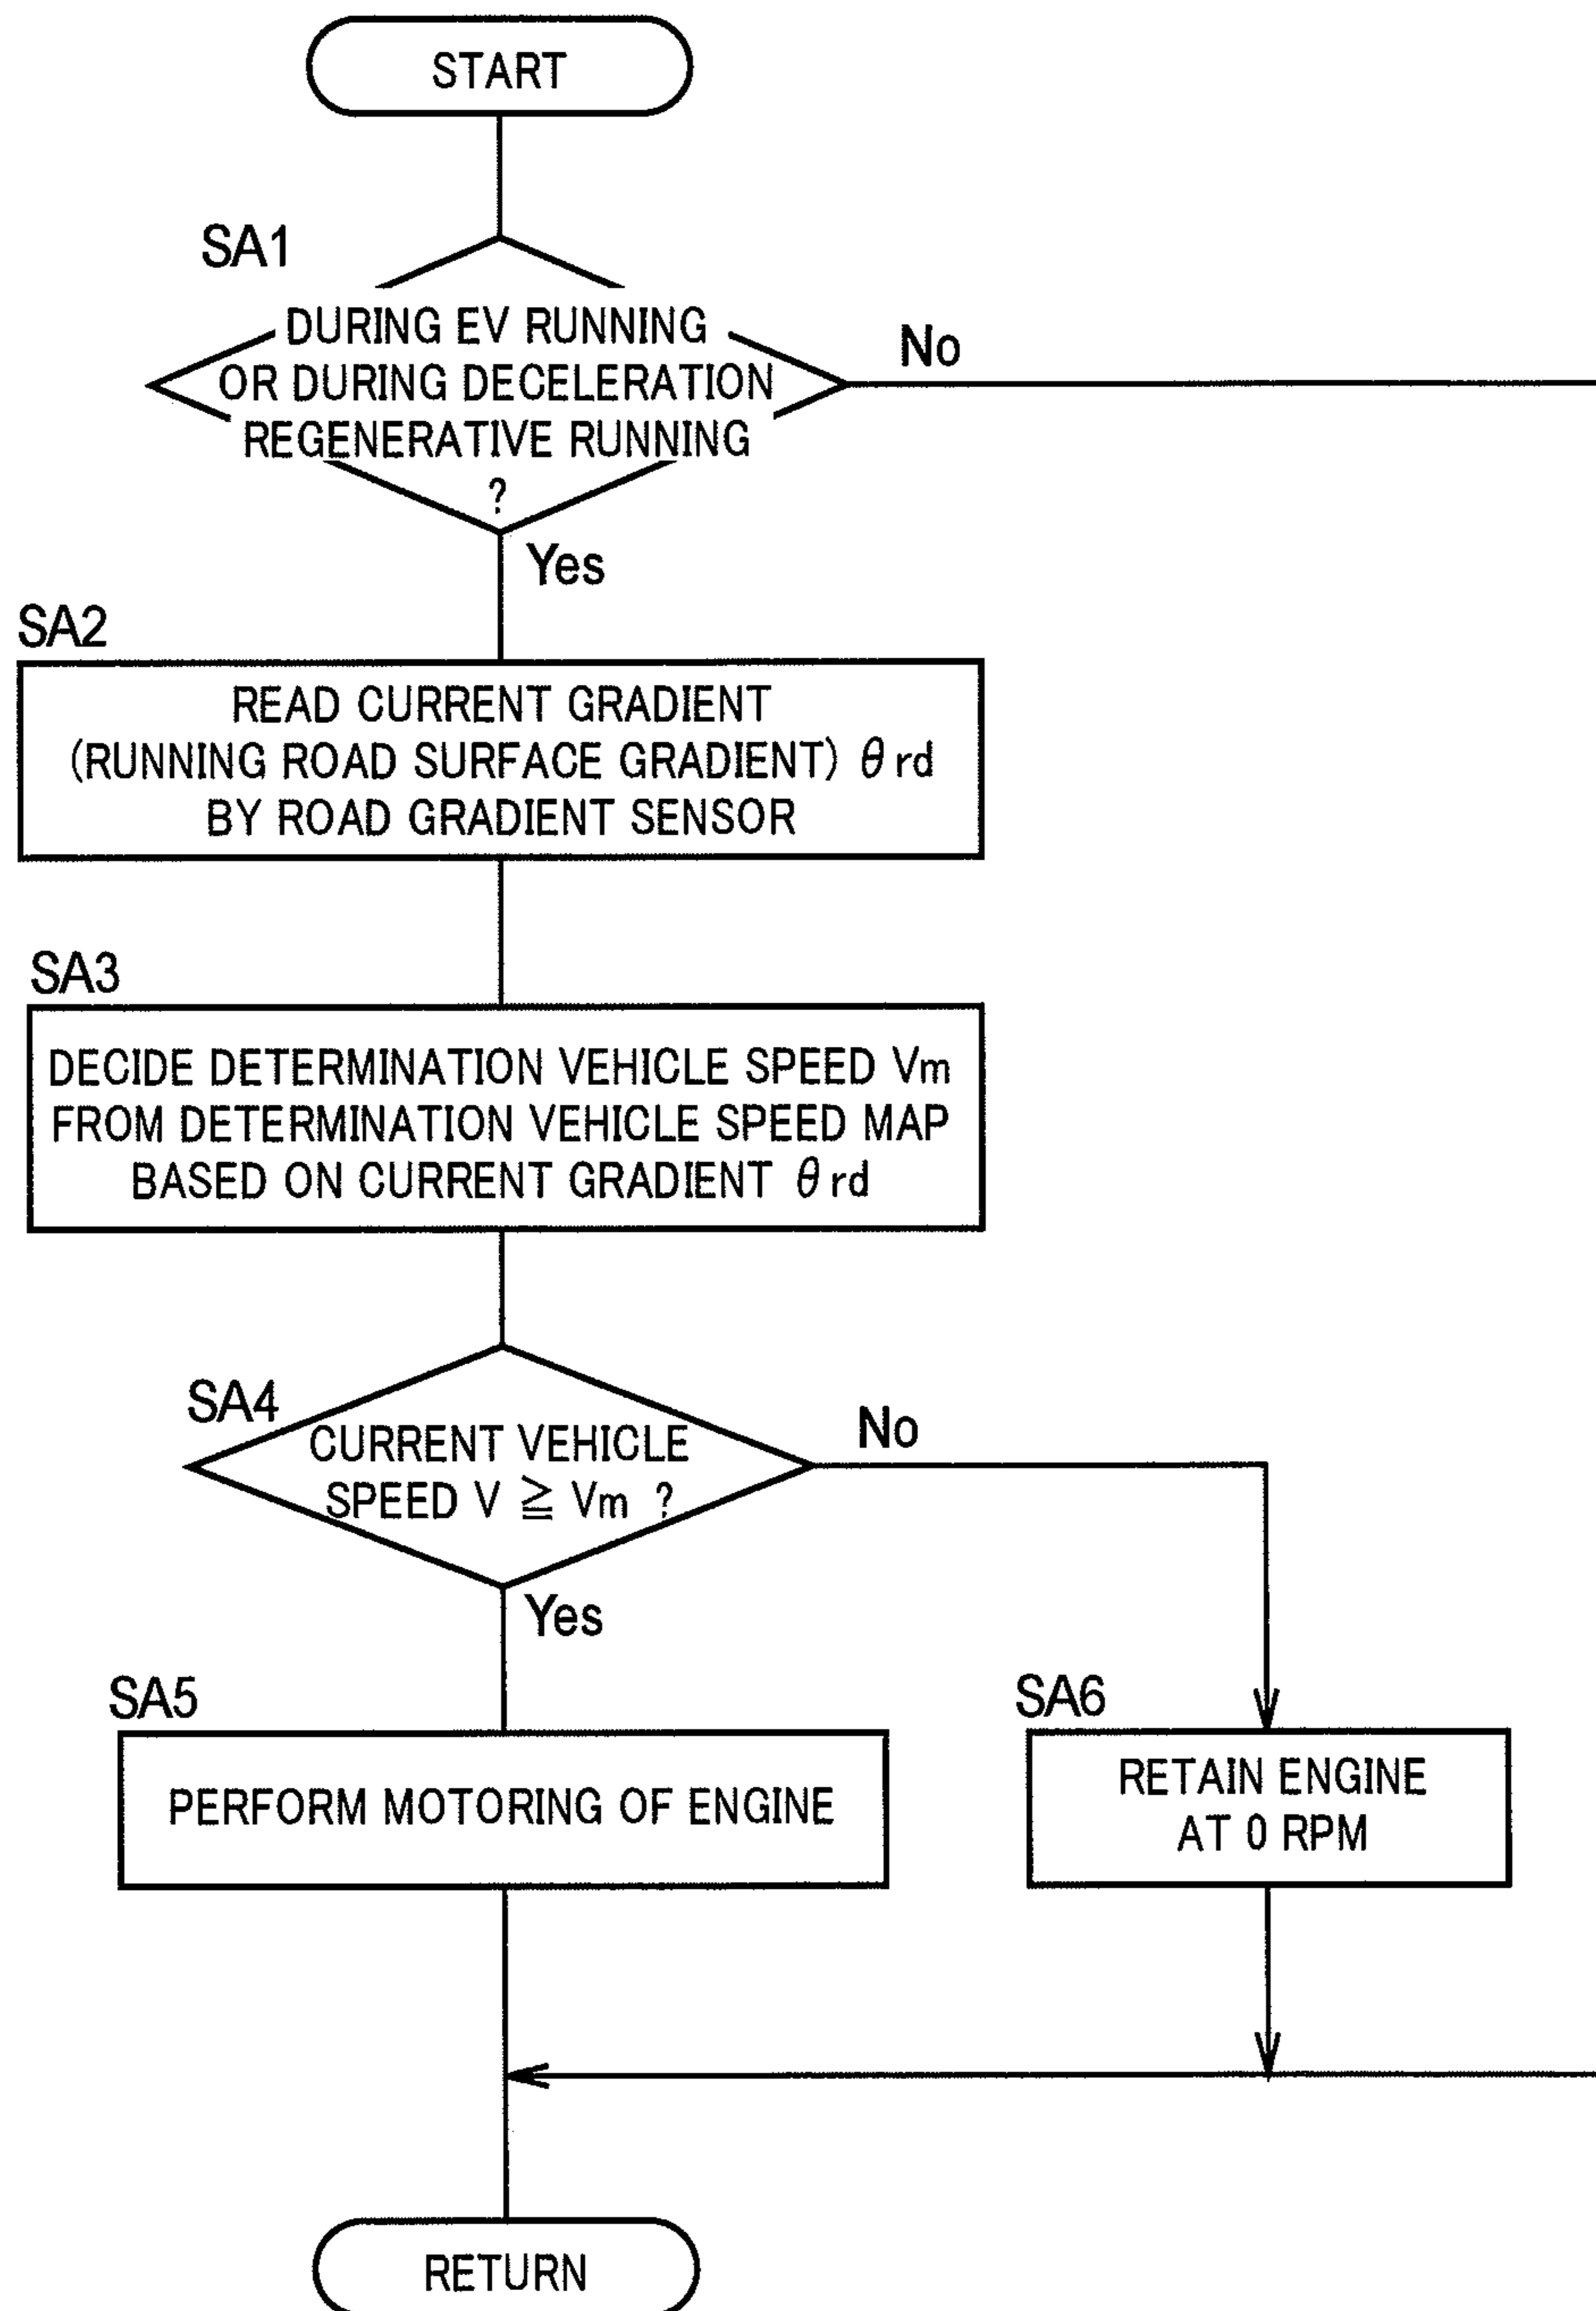 START
SA1
DURING EV RUNNING
OR DURING DECELERATION
REGENERATIVE RUNNING
?
No
Yes
SA2
READ CURRENT GRADIENT
(RUNNING ROAD SURFACE GRADIENT) θrd
BY ROAD GRADIENT SENSOR
SA3
DECIDE DETERMINATION VEHICLE SPEED Vm
FROM DETERMINATION VEHICLE SPEED MAP
BASED ON CURRENT GRADIENT θrd
SA4
CURRENT VEHICLE
SPEED V ≧ Vm ?
No
Yes
SA5
PERFORM MOTORING OF ENGINE
SA6
RETAIN ENGINE
AT 0 RPM
RETURN